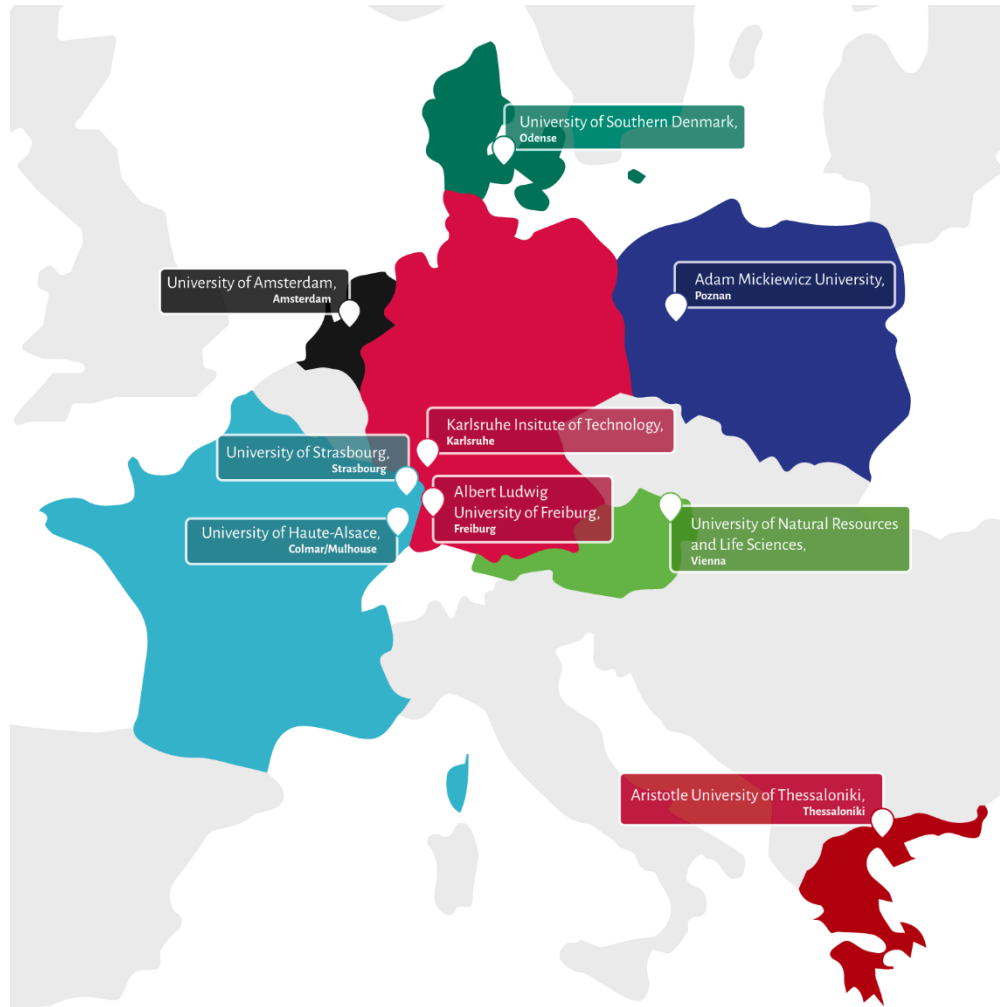 University of Southern Denmark,
Odense
University of Amsterdam,
Amsterdam
Adam Mickiewicz University,
Poznan
Karlsruhe Insitute of Technology,
Karlsruhe
University of Strasbourg,
Strasbourg
Albert Ludwig
University of Freiburg,
Freiburg
University of Haute-Alsace,
Colmar/Mulhouse
University of Natural Resources
and Life Sciences,
Vienna
Aristotle University of Thessaloniki,
Thessaloniki